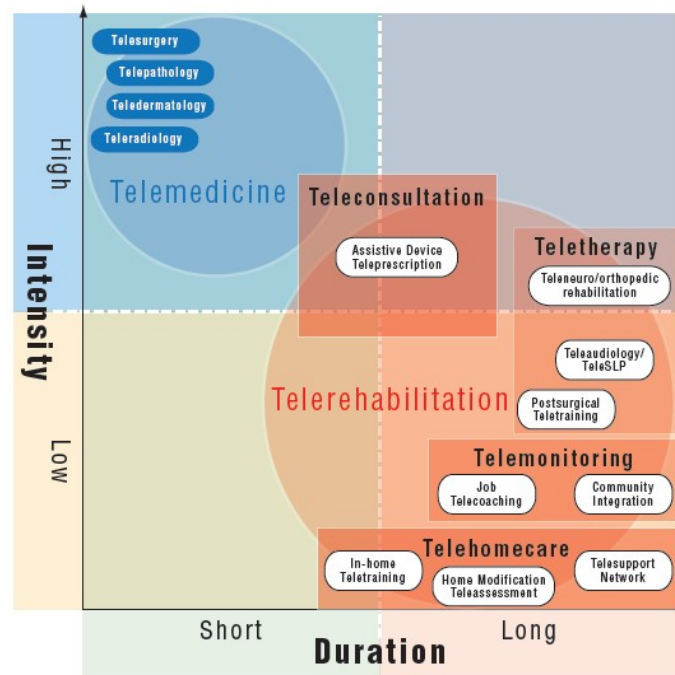 Telesurgery
Telepathology
Teledermatology
Teleradiology
Telemedicine
High
Intensity
Low
Teleconsultation
Assistive Device
Teleprescription
Teletherapy
Teleneuro/orthopedic
rehabilitation
Teleaudiology/
TeleSLP
Telerehabilitation
Postsurgical
Teletraining
Telemonitoring
Job
Telecoaching
Community
Integration
Telehomecare
In-home
Teletraining
Home Modification
Teleassessment
Telesupport
Network
Short
Long
Duration